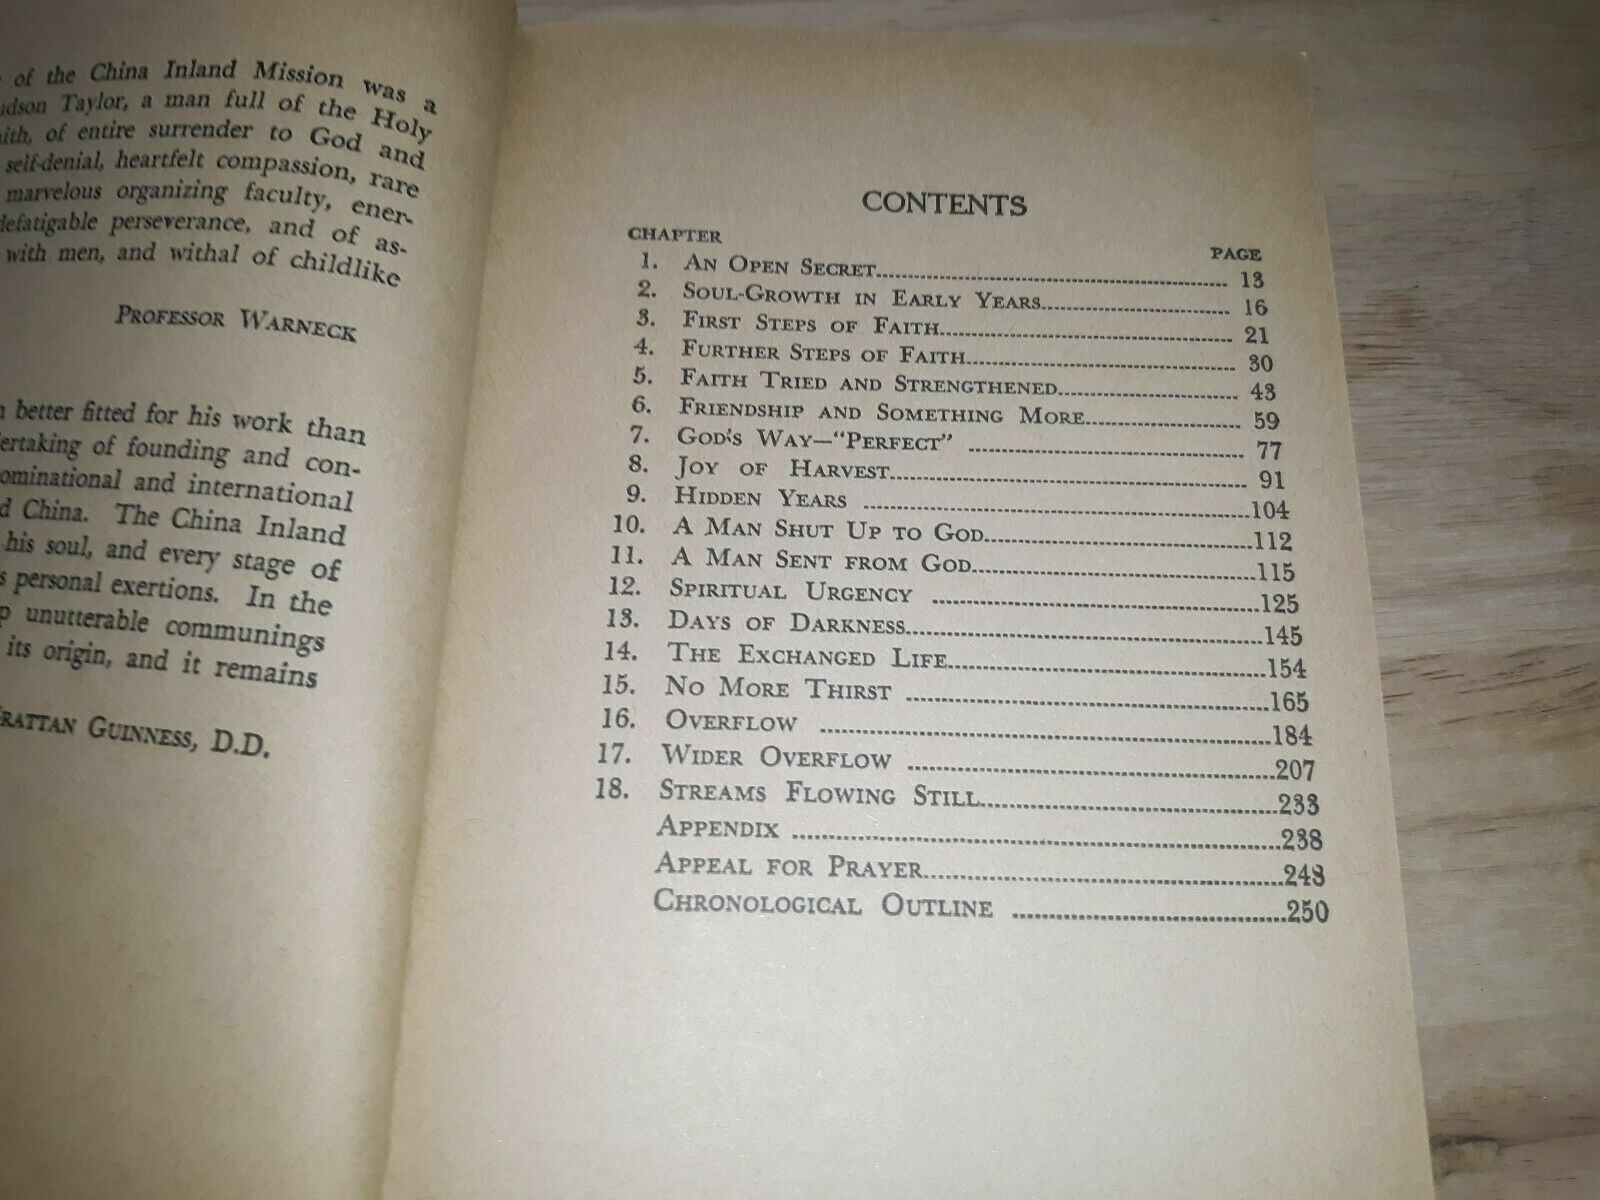 of the China Inland Mission was a
Taylor, a man full of the Holy
of entire surrender to God and
self-denial, heartfelt compassion, rare
marvelous organizing faculty, ener-
perseverance, and of as-
with men, and withal of childlike
PROFESSOR WARNECK
better fitted for his work than
of founding and con-
and international
China. The China Inland
his soul, and every stage of
personal exertions. In the
unutterable communings
its origin, and it remains
GUINNESS, D.D.
CONTENTS
CHAPTER PAGE
1. AN OPEN SECRET 13
2. SOUL-GROWTH IN EARLY YEARS 16
3. FIRST STEPS OF FAITH 21
4. FURTHER STEPS OF FAITH 30
5. FAITH TRIED AND STRENGTHENED 43
6. FRIENDSHIP AND SOMETHING MORE 59
7. GOD'S WAY—"PERFECT" 77
8. JOY OF HARVEST 91
9. HIDDEN YEARS 104
10. A MAN SHUT UP TO GOD 112
11. A MAN SENT FROM GOD 115
12. SPIRITUAL URGENCY 125
13. DAYS OF DARKNESS 145
14. THE EXCHANGED LIFE 154
15. NO MORE THIRST 165
16. OVERFLOW 184
17. WIDER OVERFLOW 207
18. STREAMS FLOWING STILL 233
APPENDIX 238
APPEAL FOR PRAYER 248
CHRONOLOGICAL OUTLINE 250